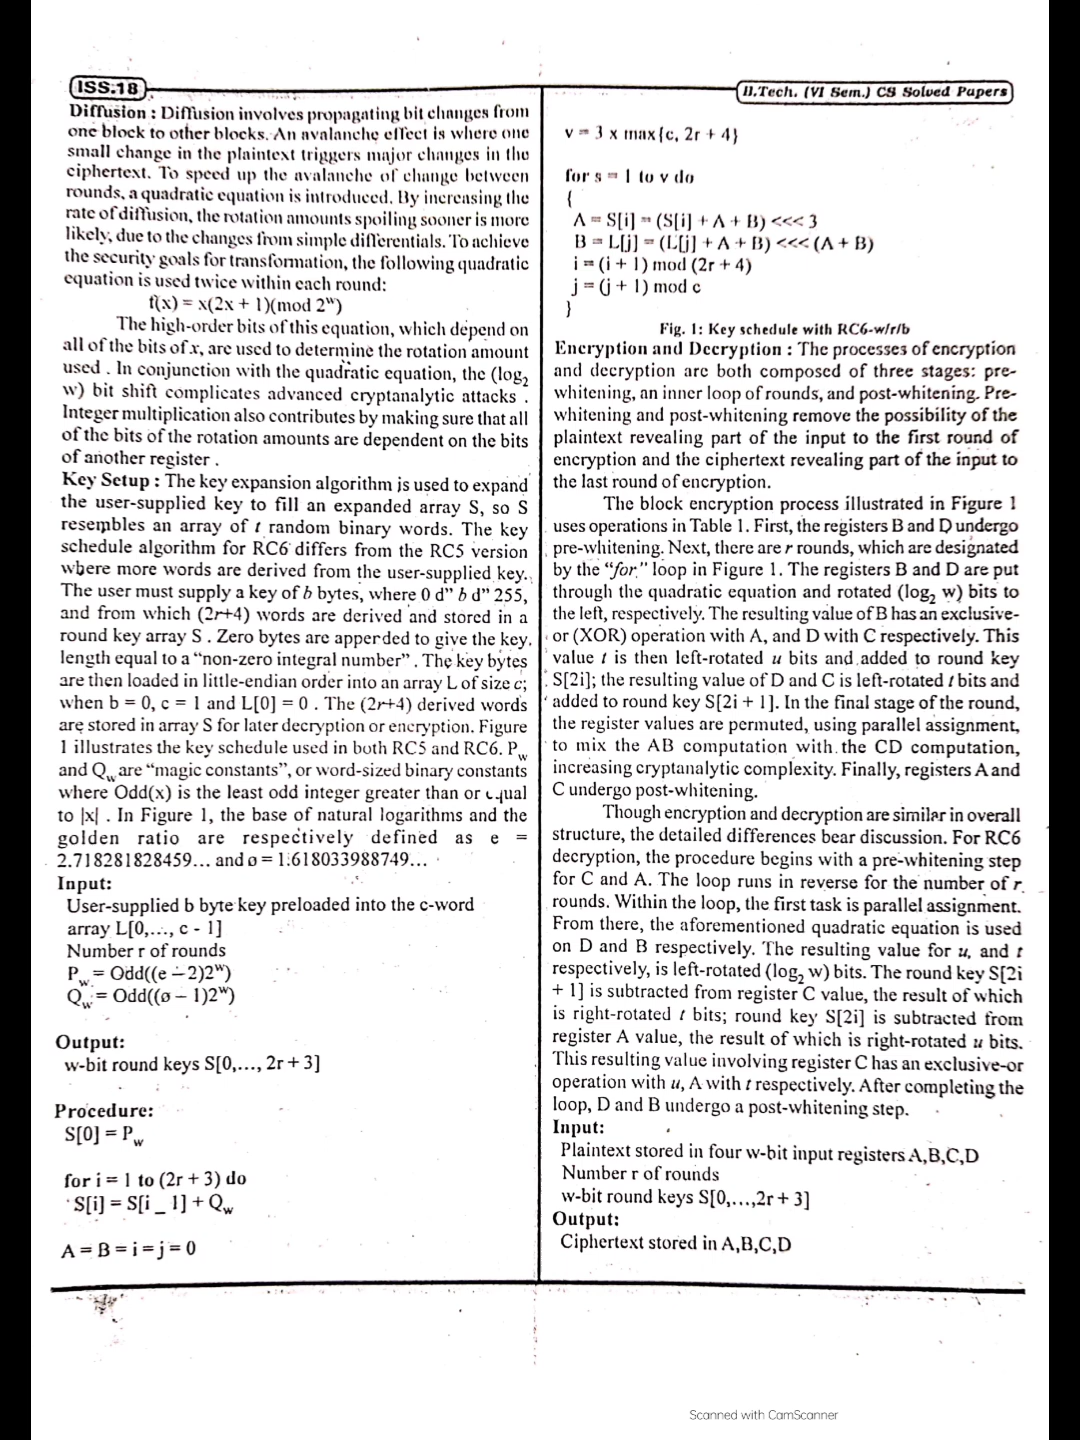 ISS.18
B.Tech. (VI Sem.) CS Solved Papers
Diffusion : Diffusion involves propagating bit changes from
one block to other blocks. An avalanche effect is where one
small change in the plaintext triggers major changes in the
ciphertext. To speed up the avalanche of change between
rounds, a quadratic equation is introduced. By increasing the
rate of diffusion, the rotation amounts spoiling sooner is more
likely, due to the changes from simple differentials. To achieve
the security goals for transformation, the following quadratic
equation is used twice within each round:
f(x) = x(2x + 1)(mod 2ʷ)
The high-order bits of this equation, which depend on
all of the bits of x, are used to determine the rotation amount
used . In conjunction with the quadratic equation, the (log₂
w) bit shift complicates advanced cryptanalytic attacks .
Integer multiplication also contributes by making sure that all
of the bits of the rotation amounts are dependent on the bits
of another register .
Key Setup : The key expansion algorithm is used to expand
the user-supplied key to fill an expanded array S, so S
resembles an array of t random binary words. The key
schedule algorithm for RC6 differs from the RC5 version
where more words are derived from the user-supplied key.
The user must supply a key of b bytes, where 0 d” b d” 255,
and from which (2r+4) words are derived and stored in a
round key array S . Zero bytes are apperded to give the key
length equal to a “non-zero integral number” . The key bytes
are then loaded in little-endian order into an array L of size c;
when b = 0, c = 1 and L[0] = 0 . The (2r+4) derived words
are stored in array S for later decryption or encryption. Figure
1 illustrates the key schedule used in both RC5 and RC6. P_w
and Q_w are “magic constants”, or word-sized binary constants
where Odd(x) is the least odd integer greater than or equal
to |x| . In Figure 1, the base of natural logarithms and the
golden ratio are respectively defined as e =
2.718281828459... and ø = 1.618033988749...
Input:
User-supplied b byte key preloaded into the c-word
array L[0,..., c - 1]
Number r of rounds
P_w = Odd((e – 2)2ʷ)
Q_w = Odd((ø – 1)2ʷ)
Output:
w-bit round keys S[0,..., 2r + 3]
Procedure:
S[0] = P_w
for i = 1 to (2r + 3) do
S[i] = S[i _ 1] + Q_w
A = B = i = j = 0
v = 3 x max{c, 2r + 4}
for s = 1 to v do
{
A = S[i] = (S[i] + A + B) <<< 3
B = L[j] = (L[j] + A + B) <<< (A + B)
i = (i + 1) mod (2r + 4)
j = (j + 1) mod c
}
Fig. 1: Key schedule with RC6-w/r/b
Encryption and Decryption : The processes of encryption
and decryption are both composed of three stages: pre-
whitening, an inner loop of rounds, and post-whitening. Pre-
whitening and post-whitening remove the possibility of the
plaintext revealing part of the input to the first round of
encryption and the ciphertext revealing part of the input to
the last round of encryption.
The block encryption process illustrated in Figure 1
uses operations in Table 1. First, the registers B and D undergo
pre-whitening. Next, there are r rounds, which are designated
by the “for” loop in Figure 1. The registers B and D are put
through the quadratic equation and rotated (log₂ w) bits to
the left, respectively. The resulting value of B has an exclusive-
or (XOR) operation with A, and D with C respectively. This
value t is then left-rotated u bits and added to round key
S[2i]; the resulting value of D and C is left-rotated t bits and
added to round key S[2i + 1]. In the final stage of the round,
the register values are permuted, using parallel assignment,
to mix the AB computation with the CD computation,
increasing cryptanalytic complexity. Finally, registers A and
C undergo post-whitening.
Though encryption and decryption are similar in overall
structure, the detailed differences bear discussion. For RC6
decryption, the procedure begins with a pre-whitening step
for C and A. The loop runs in reverse for the number of r
rounds. Within the loop, the first task is parallel assignment.
From there, the aforementioned quadratic equation is used
on D and B respectively. The resulting value for u, and t
respectively, is left-rotated (log₂ w) bits. The round key S[2i
+ 1] is subtracted from register C value, the result of which
is right-rotated t bits; round key S[2i] is subtracted from
register A value, the result of which is right-rotated u bits.
This resulting value involving register C has an exclusive-or
operation with u, A with t respectively. After completing the
loop, D and B undergo a post-whitening step.
Input:
Plaintext stored in four w-bit input registers A,B,C,D
Number r of rounds
w-bit round keys S[0,...,2r + 3]
Output:
Ciphertext stored in A,B,C,D
Scanned with CamScanner